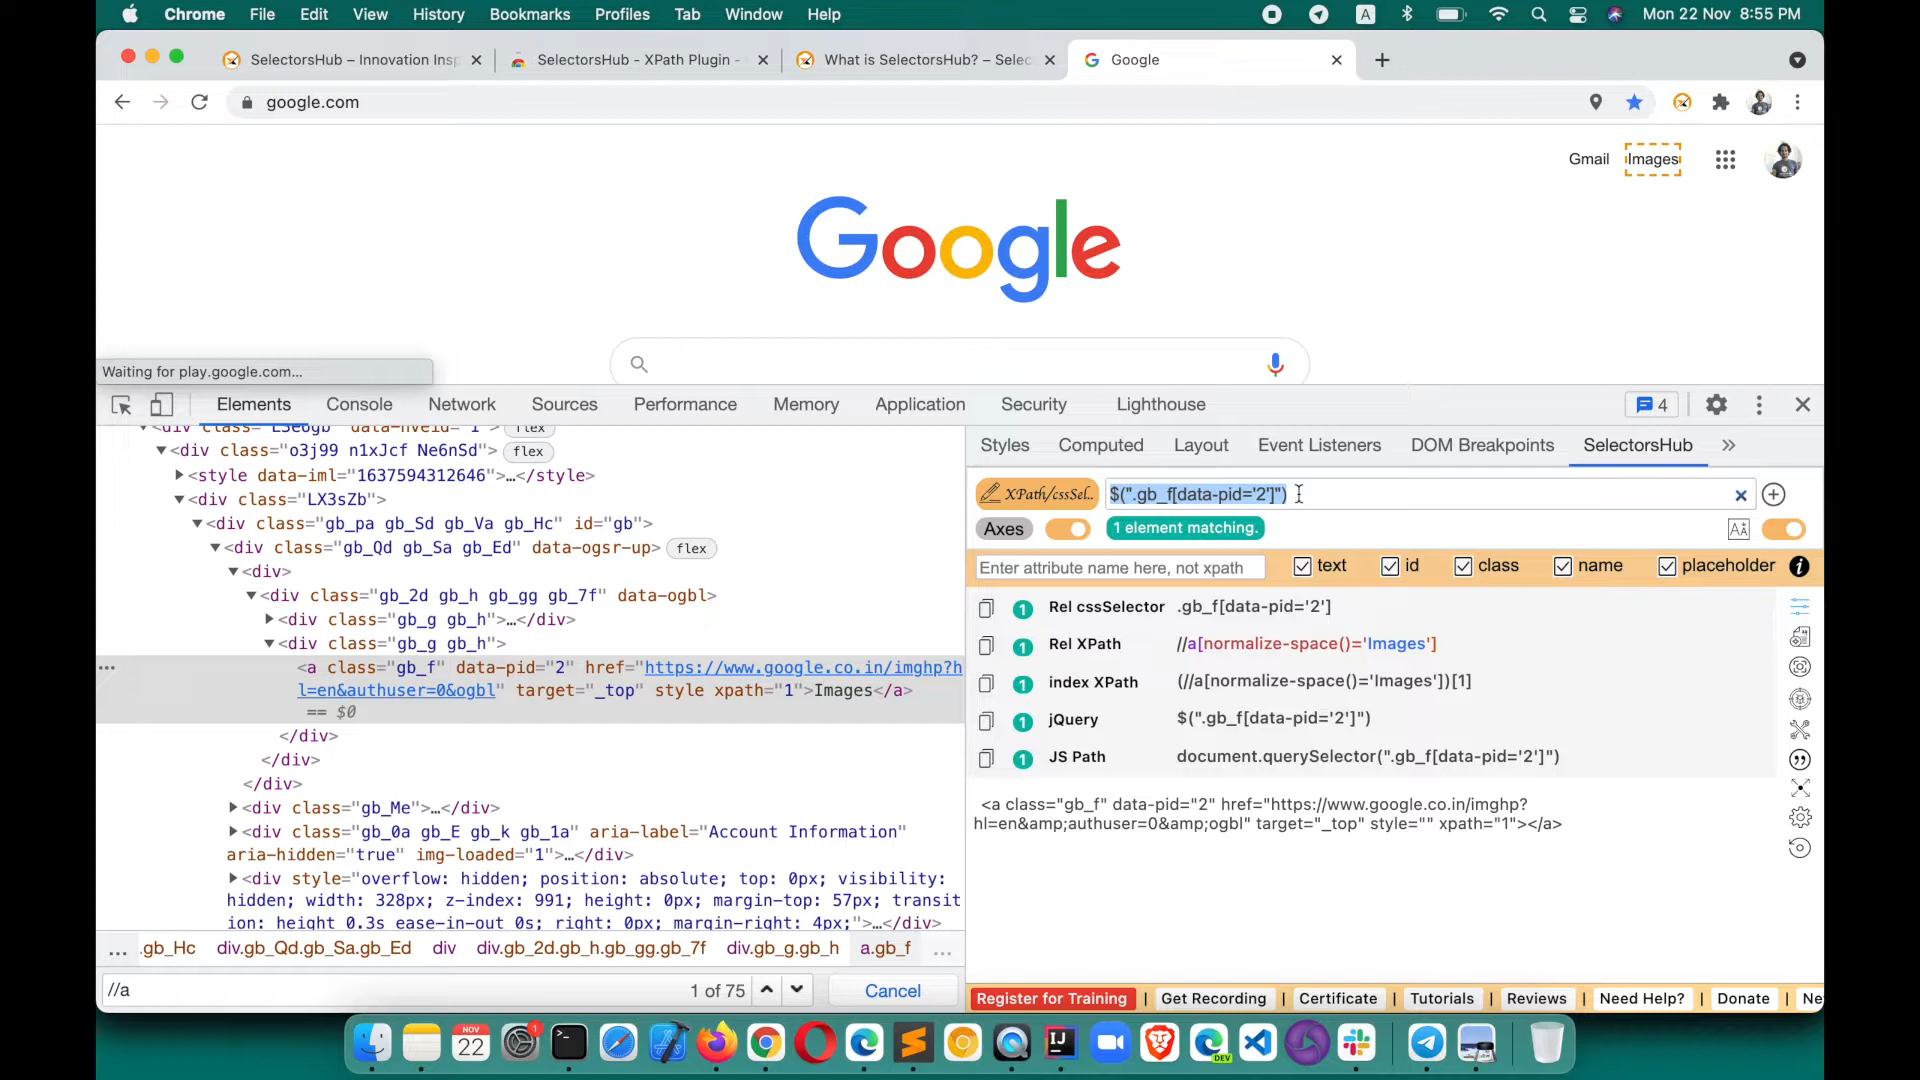 Chrome File Edit View History Bookmarks Profiles Tab Window Help A Mon 22 Nov 8:55 PM
SelectorsHub – Innovation Insp SelectorsHub - XPath Plugin - What is SelectorsHub? – Selec Google
google.com
Gmail Images
Google
Waiting for play.google.com...
Elements Console Network Sources Performance Memory Application Security Lighthouse 4
<div class="o3j99 n1xJcf Ne6nSd"> flex
<style data-iml="1637594312646">…</style>
<div class="LX3sZb">
<div class="gb_pa gb_Sd gb_Va gb_Hc" id="gb">
<div class="gb_Qd gb_Sa gb_Ed" data-ogsr-up> flex
<div>
<div class="gb_2d gb_h gb_gg gb_7f" data-ogbl>
<div class="gb_g gb_h">…</div>
<div class="gb_g gb_h">
<a class="gb_f" data-pid="2" href="https://www.google.co.in/imghp?h
l=en&authuser=0&ogbl" target="_top" style xpath="1">Images</a>
== $0
</div>
</div>
</div>
<div class="gb_Me">…</div>
<div class="gb_0a gb_E gb_k gb_1a" aria-label="Account Information"
aria-hidden="true" img-loaded="1">…</div>
<div style="overflow: hidden; position: absolute; top: 0px; visibility:
hidden; width: 328px; z-index: 991; height: 0px; margin-top: 57px; transit
ion: height 0.3s ease-in-out 0s; right: 0px; margin-right: 4px;">…</div>
... .gb_Hc div.gb_Qd.gb_Sa.gb_Ed div div.gb_2d.gb_h.gb_gg.gb_7f div.gb_g.gb_h a.gb_f ...
//a 1 of 75 Cancel
Styles Computed Layout Event Listeners DOM Breakpoints SelectorsHub »
XPath/cssSel.. $(".gb_f[data-pid='2']")
Axes 1 element matching.
Enter attribute name here, not xpath text id class name placeholder i
1 Rel cssSelector .gb_f[data-pid='2']
1 Rel XPath //a[normalize-space()='Images']
1 index XPath (//a[normalize-space()='Images'])[1]
1 jQuery $(".gb_f[data-pid='2']")
1 JS Path document.querySelector(".gb_f[data-pid='2']")
<a class="gb_f" data-pid="2" href="https://www.google.co.in/imghp?
hl=en&amp;authuser=0&amp;ogbl" target="_top" style="" xpath="1"></a>
Register for Training | Get Recording | Certificate | Tutorials | Reviews | Need Help? | Donate | Ne
NOV
22
1
IJ
DEV